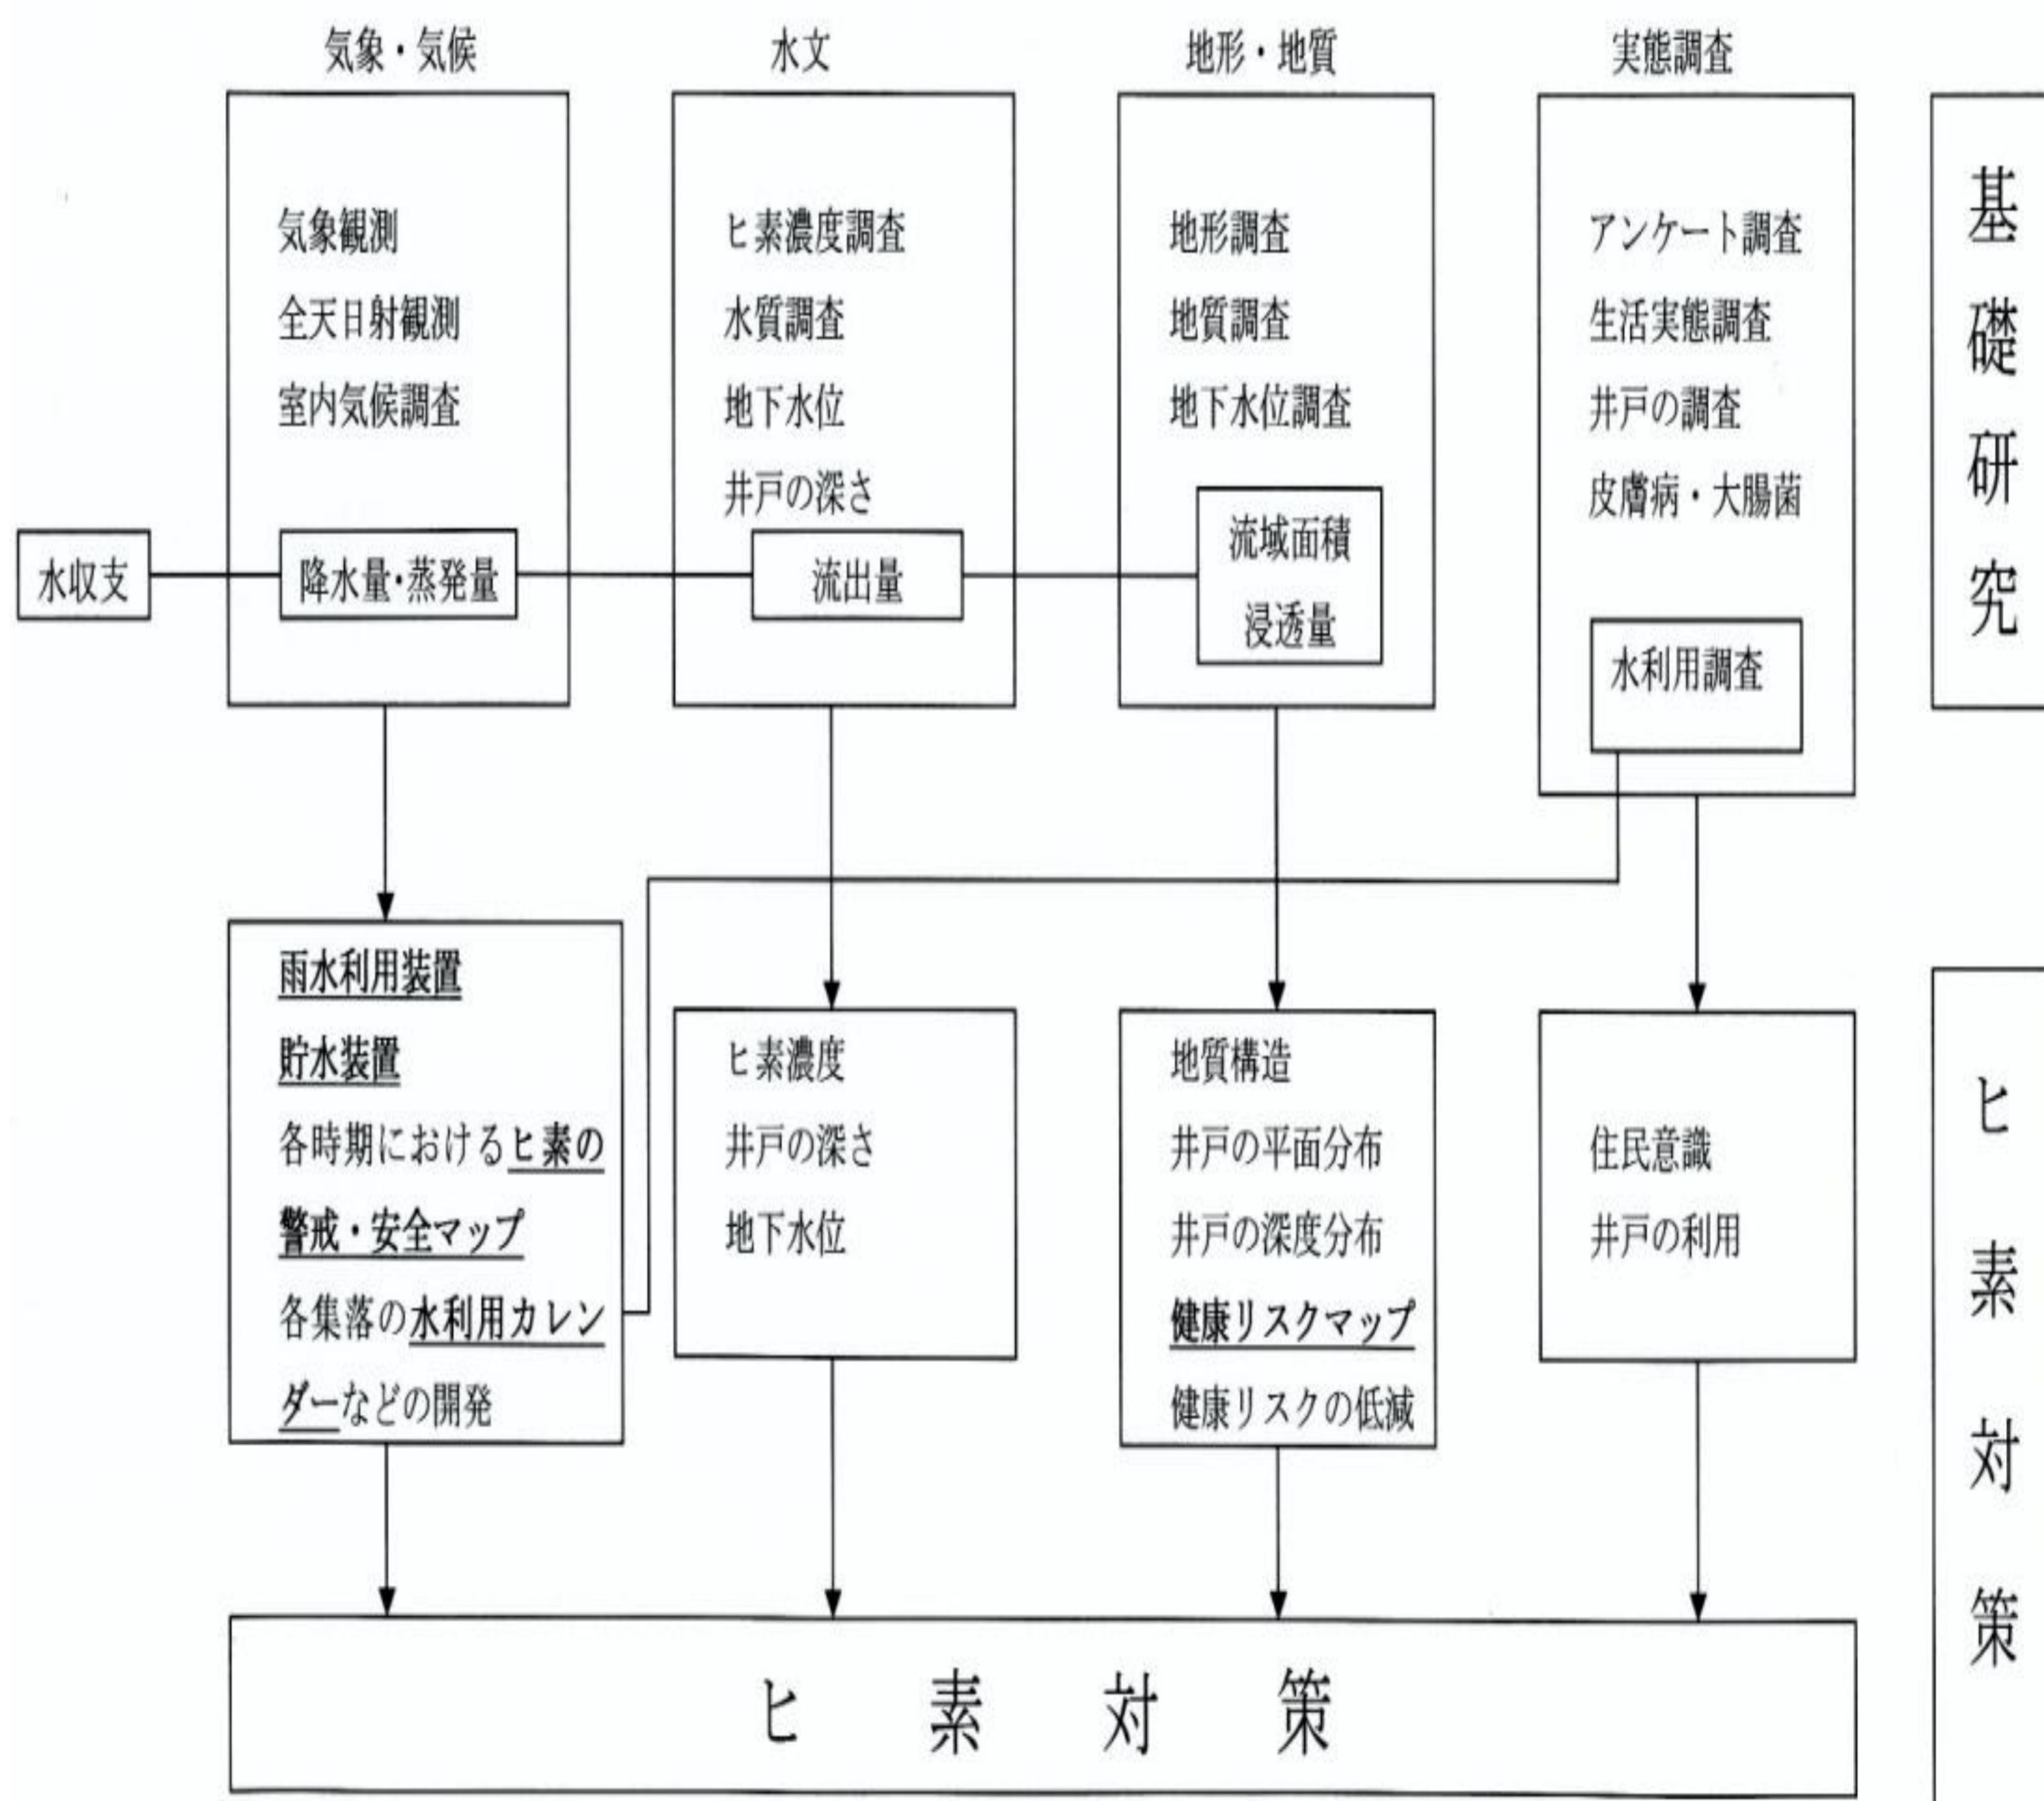 気象・気候
水文
地形・地質
実態調査
気象観測
全天日射観測
室内気候調査
降水量・蒸発量
水収支
ヒ素濃度調査
水質調査
地下水位
井戸の深さ
流出量
地形調査
地質調査
地下水位調査
流域面積
浸透量
アンケート調査
生活実態調査
井戸の調査
皮膚病・大腸菌
水利用調査
基礎研究
雨水利用装置
貯水装置
各時期におけるヒ素の
警戒・安全マップ
各集落の水利用カレン
ダーなどの開発
ヒ素濃度
井戸の深さ
地下水位
地質構造
井戸の平面分布
井戸の深度分布
健康リスクマップ
健康リスクの低減
住民意識
井戸の利用
ヒ素対策
ヒ素対策